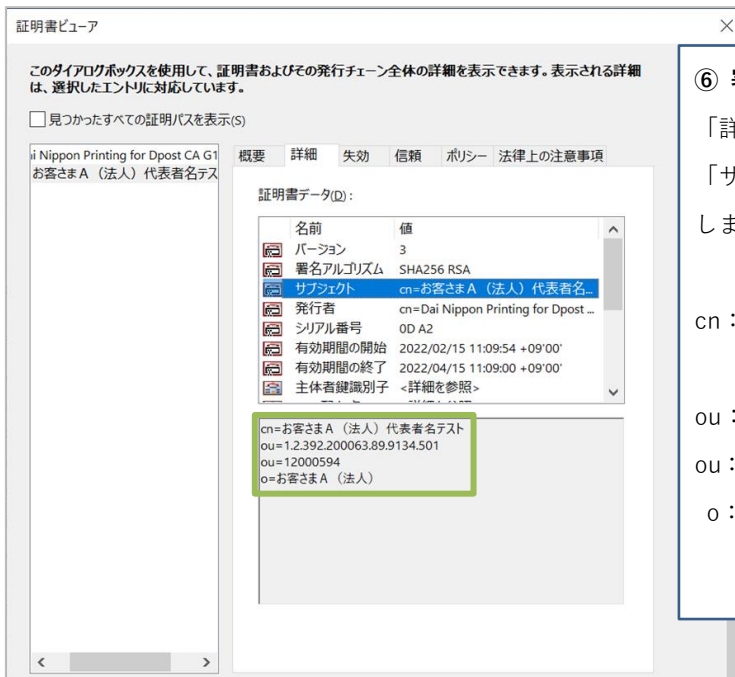 証明書ビューア
このダイアログボックスを使用して、証明書およびその発行チェーン全体の詳細を表示できます。表示される詳細
は、選択したエントリに対応しています。
見つかったすべての証明パスを表示(S)
ai Nippon Printing for Dpost CA G1
お客さまA (法人) 代表者名テス
概要 詳細 失効 信頼 ポリシー 法律上の注意事項
証明書データ(D):
名前 値
バージョン 3
署名アルゴリズム SHA256 RSA
サブジェクト cn=お客さまA (法人) 代表者名...
発行者 cn=Dai Nippon Printing for Dpost ...
シリアル番号 0D A2
有効期間の開始 2022/02/15 11:09:54 +09'00'
有効期間の終了 2022/04/15 11:09:00 +09'00'
主体者鍵識別子 <詳細を参照>
cn=お客さまA (法人) 代表者名テスト
ou=1.2.392.200063.89.9134.501
ou=12000594
o=お客さまA (法人)
⑥
「詳
「サ
しま
cn:
ou:
ou:
o: